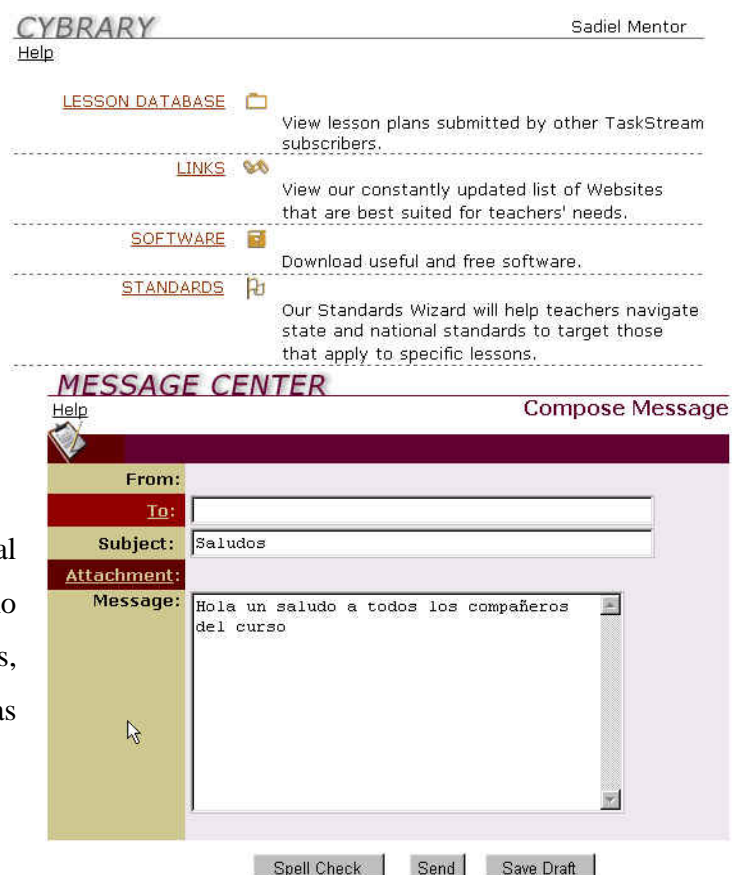 CYBRARY
Sadiel Mentor
Help
LESSON DATABASE
View lesson plans submitted by other TaskStream
subscribers.
LINKS
View our constantly updated list of Websites
that are best suited for teachers' needs.
SOFTWARE
Download useful and free software.
STANDARDS
Our Standards Wizard will help teachers navigate
state and national standards to target those
that apply to specific lessons.
MESSAGE CENTER
Help
Compose Message
From:
To:
Subject: Saludos
Attachment:
Message: Hola un saludo a todos los compañeros
del curso
Spell Check Send Save Draft